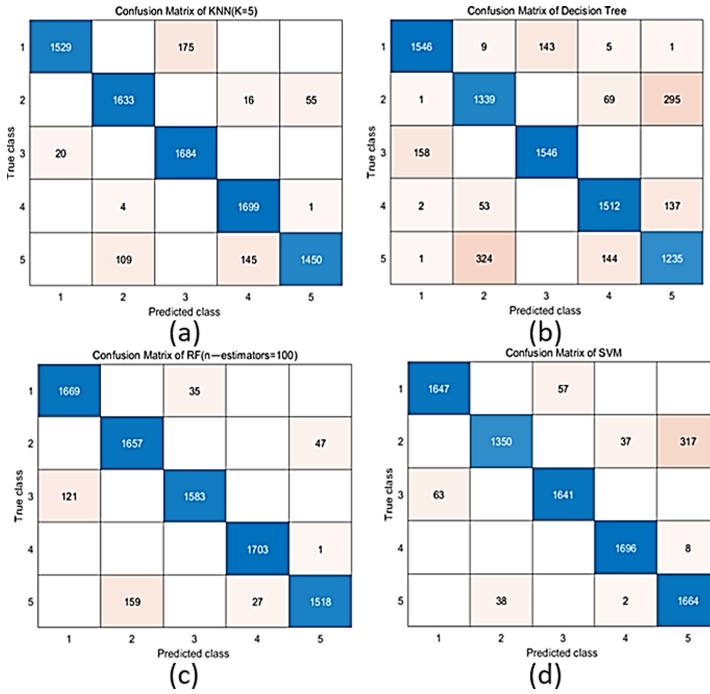 Confusion Matrix of KNN(K=5)
1 1529 175
2 1633 16 55
3 20 1684
4 4 1699 1
5 109 145 1450
1 2 3 4 5
Predicted class
True class
(a)
Confusion Matrix of Decision Tree
1 1546 9 143 5 1
2 1 1339 69 295
3 158 1546
4 2 53 1512 137
5 1 324 144 1235
1 2 3 4 5
Predicted class
True class
(b)
Confusion Matrix of RF(n—estimators=100)
1 1669 35
2 1657 47
3 121 1583
4 1703 1
5 159 27 1518
1 2 3 4 5
Predicted class
True class
(c)
Confusion Matrix of SVM
1 1647 57
2 1350 37 317
3 63 1641
4 1696 8
5 38 2 1664
1 2 3 4 5
Predicted class
True class
(d)